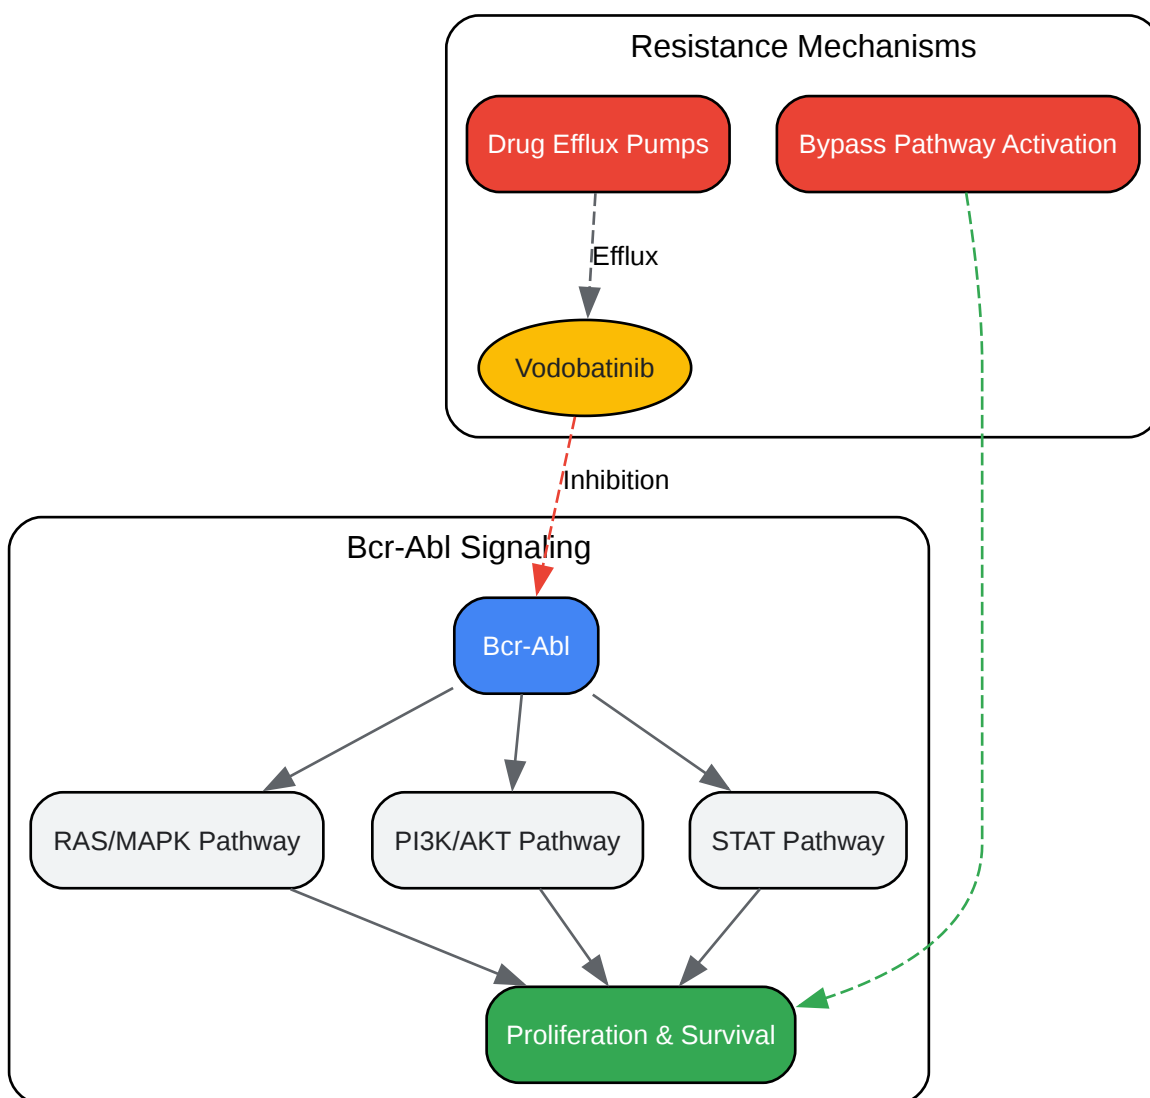 Resistance Mechanisms
Drug Efflux Pumps
Bypass Pathway Activation
Efflux
Vodobatinib
Inhibition
Bcr-Abl Signaling
Bcr-Abl
RAS/MAPK Pathway
PI3K/AKT Pathway
STAT Pathway
Proliferation & Survival